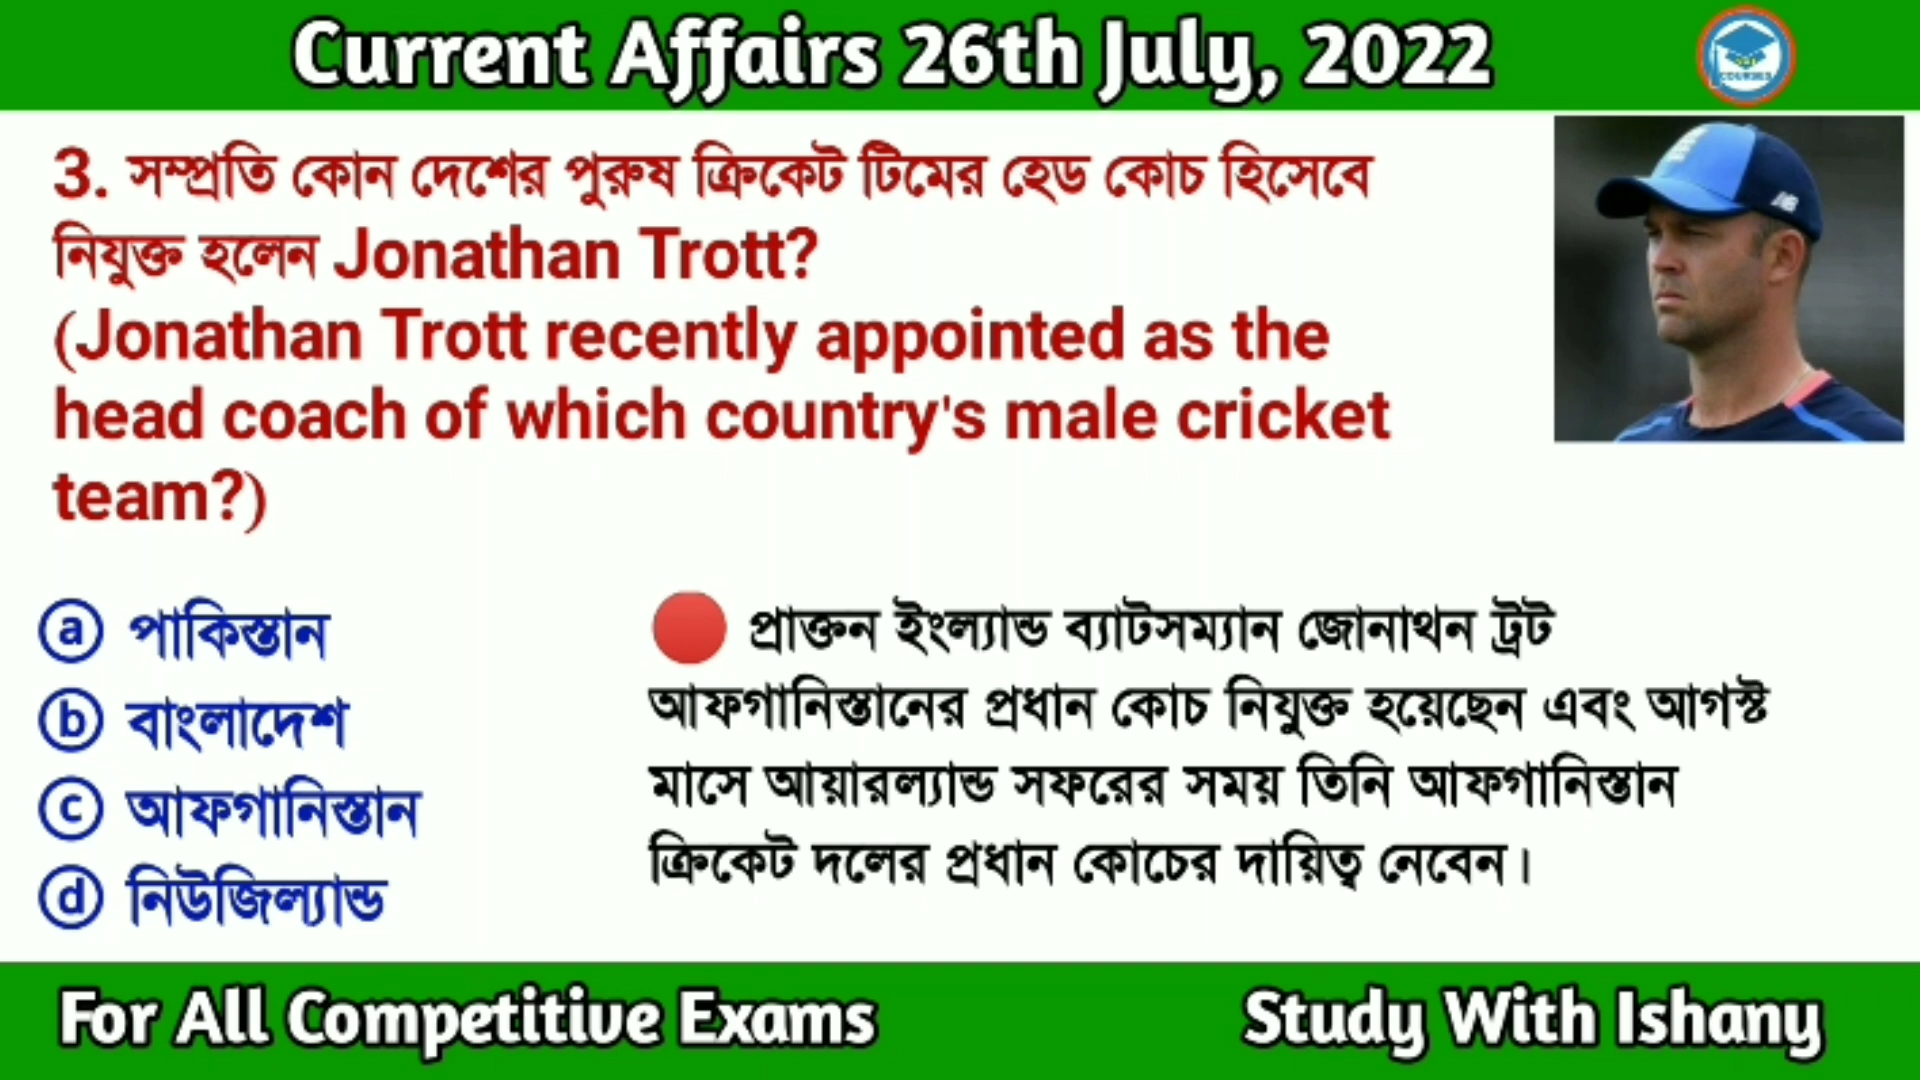 Current Affairs 26th July, 2022
COURSES
3. সম্প্রতি কোন দেশের পুরুষ ক্রিকেট টিমের হেড কোচ হিসেবে
নিযুক্ত হলেন Jonathan Trott?
(Jonathan Trott recently appointed as the
head coach of which country's male cricket
team?)
ⓐ পাকিস্তান
ⓑ বাংলাদেশ
ⓒ আফগানিস্তান
ⓓ নিউজিল্যান্ড
🔴 প্রাক্তন ইংল্যান্ড ব্যাটসম্যান জোনাথন ট্রট
আফগানিস্তানের প্রধান কোচ নিযুক্ত হয়েছেন এবং আগস্ট
মাসে আয়ারল্যান্ড সফরের সময় তিনি আফগানিস্তান
ক্রিকেট দলের প্রধান কোচের দায়িত্ব নেবেন।
For All Competitive Exams
Study With Ishany